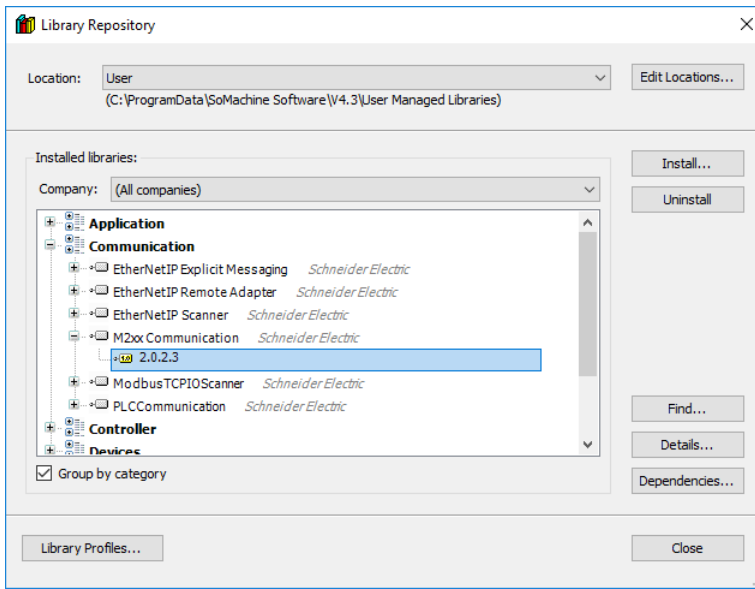 Library Repository
Location: User Edit Locations...
(C:\ProgramData\SoMachine Software\V4.3\User Managed Libraries)
Installed libraries:
Install...
Company: (All companies)
Uninstall
Application
Communication
EtherNetIP Explicit Messaging Schneider Electric
EtherNetIP Remote Adapter Schneider Electric
EtherNetIP Scanner Schneider Electric
M2xx Communication Schneider Electric
1.0 2.0.2.3
ModbusTCPIOScanner Schneider Electric
PLCCommunication Schneider Electric
Find...
Controller
Devices
Details...
Group by category
Dependencies...
Library Profiles... Close